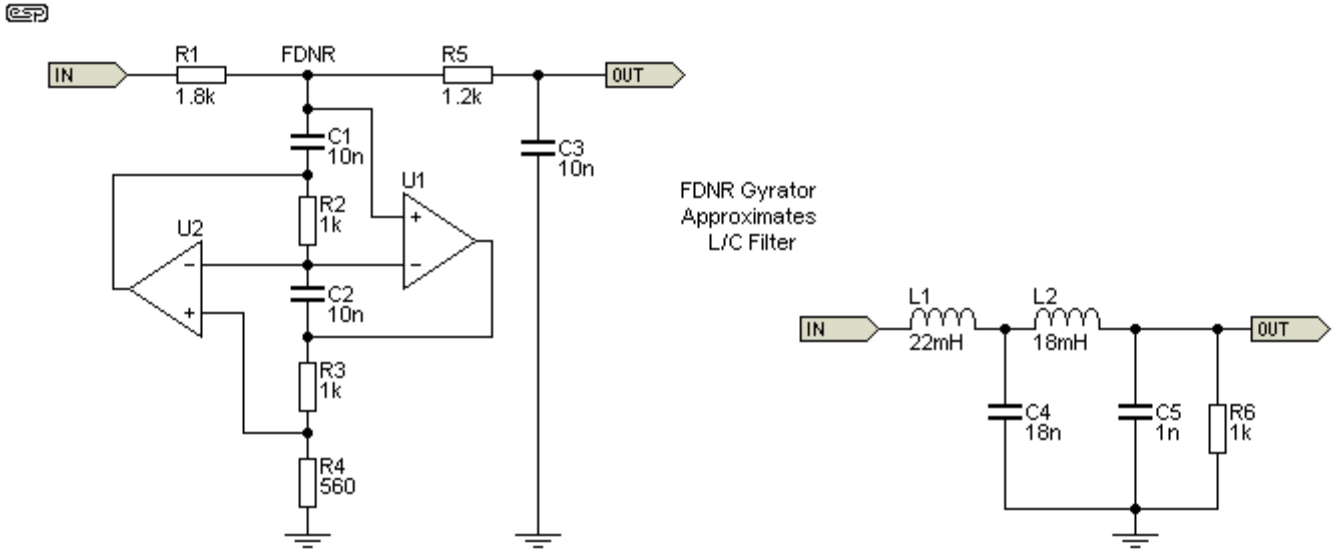 esp
R1
FDNR
R5
IN
OUT
1.8k
1.2k
C1
10n
C3
10n
U1
R2
1k
+
FDNR Gyrator
Approximates
L/C Filter
U2
-
-
C2
10n
+
L1
L2
IN
OUT
22mH
18mH
R3
1k
C4
18n
C5
1n
R6
1k
R4
560